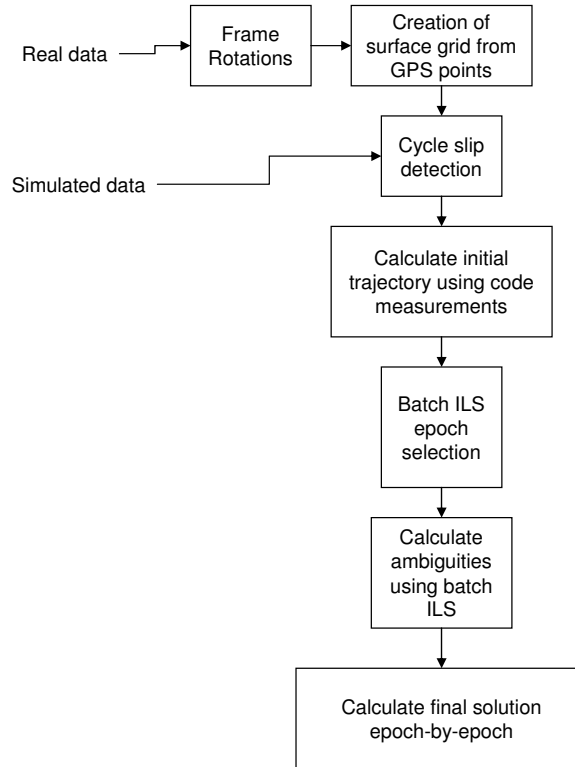 Real data
Frame
Rotations
Creation of
surface grid from
GPS points
Simulated data
Cycle slip
detection
Calculate initial
trajectory using code
measurements
Batch ILS
epoch
selection
Calculate
ambiguities
using batch
ILS
Calculate final solution
epoch-by-epoch